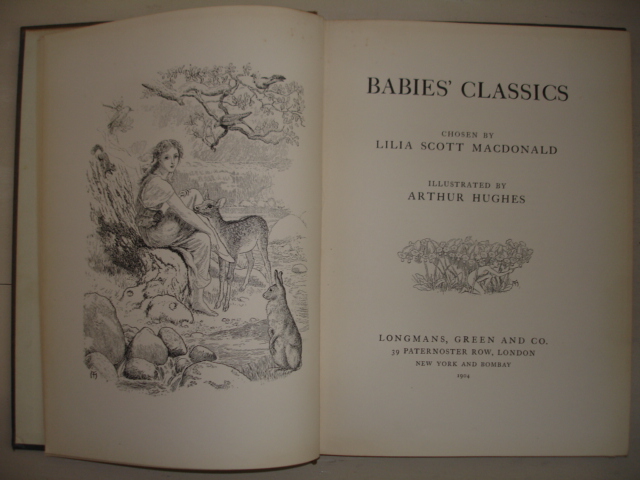 BABIES' CLASSICS
CHOSEN BY
LILIA SCOTT MACDONALD
ILLUSTRATED BY
ARTHUR HUGHES
LONGMANS, GREEN AND CO.
39 PATERNOSTER ROW, LONDON
NEW YORK AND BOMBAY
1904